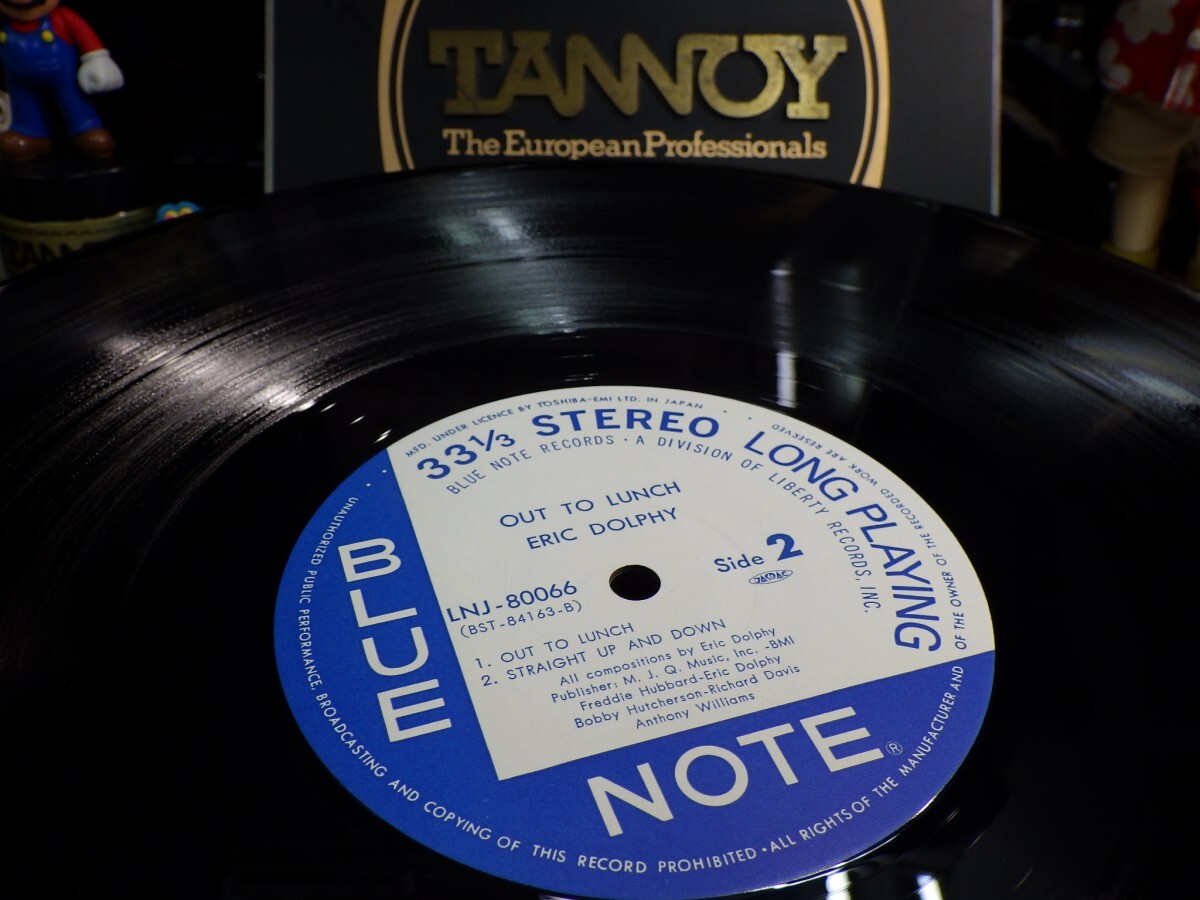 TANNOY
The European Professionals
TANNOY
MFD. UNDER LICENCE BY TOSHIBA-EMI LTD. IN JAPAN
33⅓ STEREO LONG PLAYING
BLUE NOTE RECORDS · A DIVISION OF LIBERTY RECORDS, INC.
OUT TO LUNCH
ERIC DOLPHY
Side 2
LNJ-80066
(BST-84163-B)
1. OUT TO LUNCH
2. STRAIGHT UP AND DOWN
All compositions by Eric Dolphy
Publisher: M. J. Q. Music, Inc. -BMI
Freddie Hubbard-Eric Dolphy
Bobby Hutcherson-Richard Davis
Anthony Williams
BLUE
NOTE®
UNAUTHORIZED PUBLIC PERFORMANCE, BROADCASTING AND COPYING OF THIS RECORD PROHIBITED · ALL RIGHTS OF THE MANUFACTURER AND OF THE OWNER OF THE RECORDED WORK ARE RESERVED